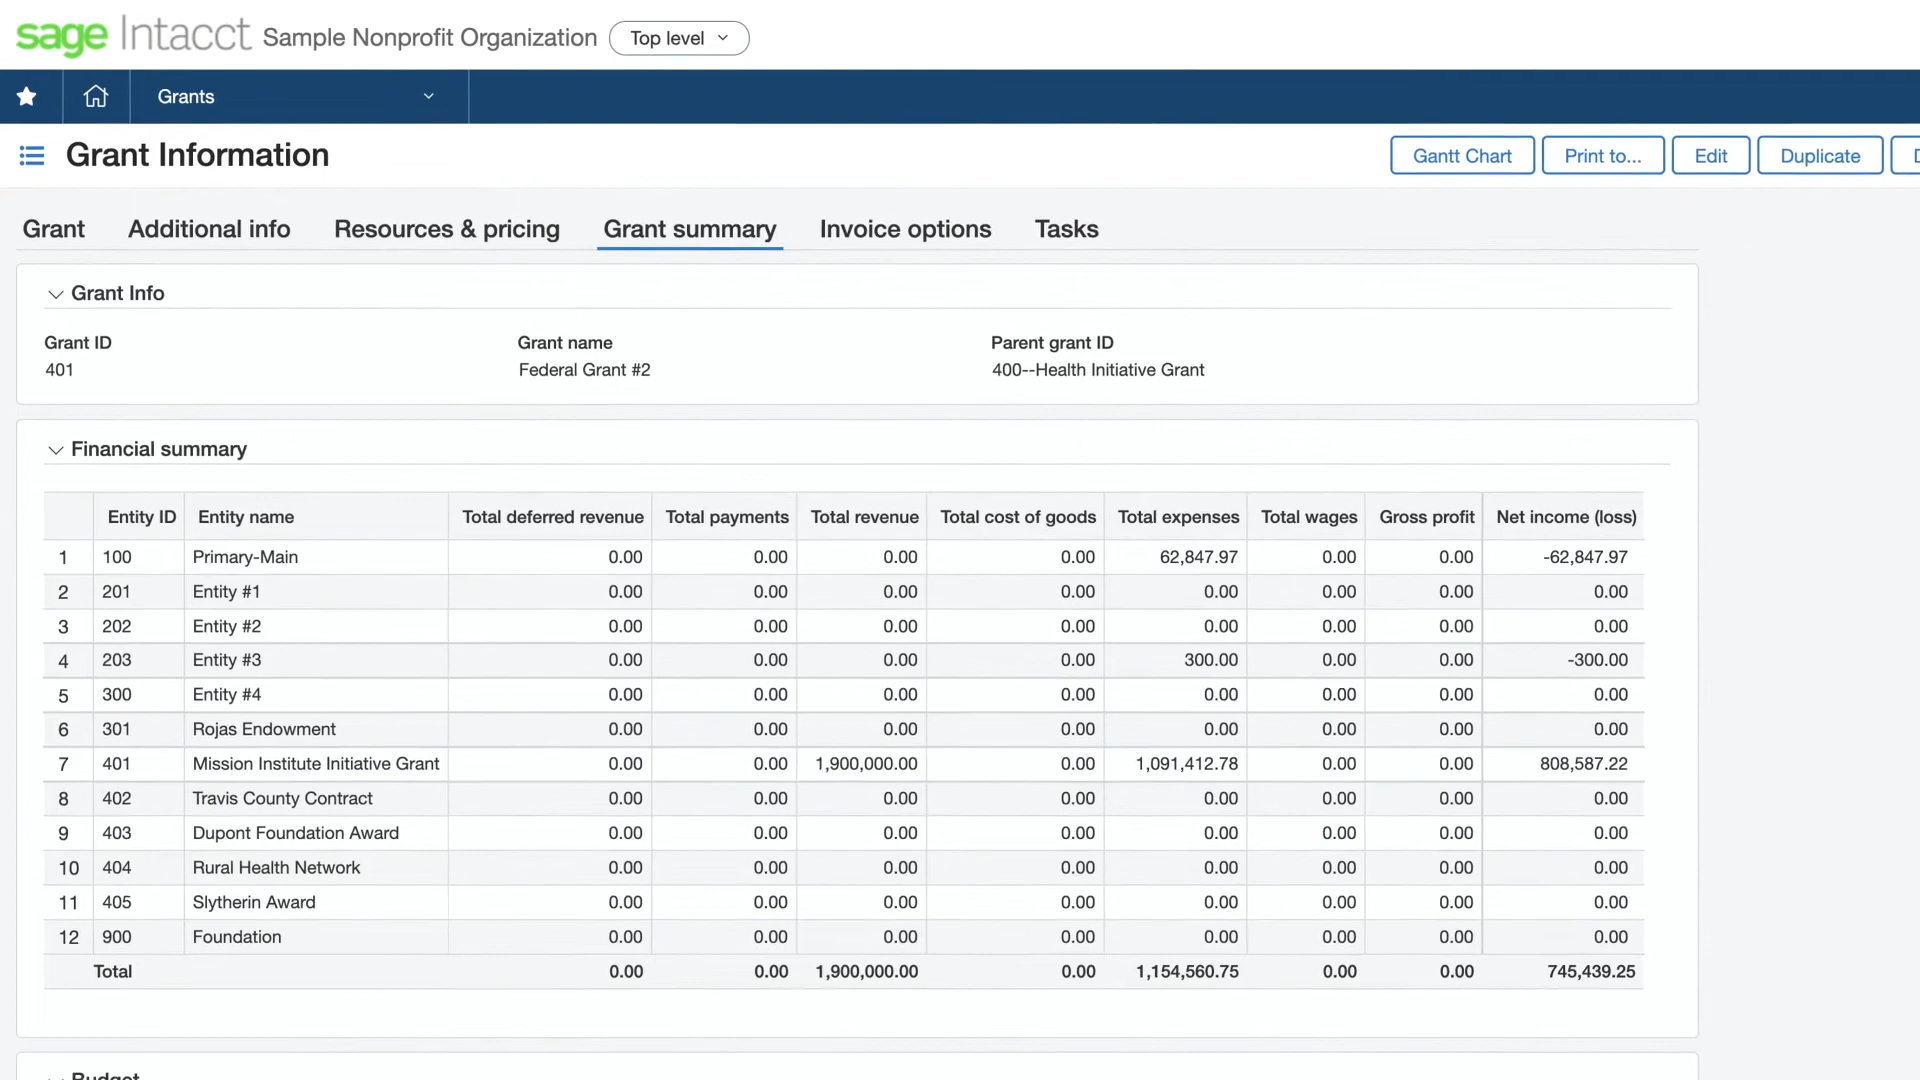 sage Intacct Sample Nonprofit Organization Top level
Grants
Grant Information Gantt Chart Print to... Edit Duplicate
Grant Additional info Resources & pricing Grant summary Invoice options Tasks
Grant Info
Grant ID Grant name Parent grant ID
401 Federal Grant #2 400--Health Initiative Grant
Financial summary
Entity ID Entity name Total deferred revenue Total payments Total revenue Total cost of goods Total expenses Total wages Gross profit Net income (loss)
1 100 Primary-Main 0.00 0.00 0.00 0.00 62,847.97 0.00 0.00 -62,847.97
2 201 Entity #1 0.00 0.00 0.00 0.00 0.00 0.00 0.00 0.00
3 202 Entity #2 0.00 0.00 0.00 0.00 0.00 0.00 0.00 0.00
4 203 Entity #3 0.00 0.00 0.00 0.00 300.00 0.00 0.00 -300.00
5 300 Entity #4 0.00 0.00 0.00 0.00 0.00 0.00 0.00 0.00
6 301 Rojas Endowment 0.00 0.00 0.00 0.00 0.00 0.00 0.00 0.00
7 401 Mission Institute Initiative Grant 0.00 0.00 1,900,000.00 0.00 1,091,412.78 0.00 0.00 808,587.22
8 402 Travis County Contract 0.00 0.00 0.00 0.00 0.00 0.00 0.00 0.00
9 403 Dupont Foundation Award 0.00 0.00 0.00 0.00 0.00 0.00 0.00 0.00
10 404 Rural Health Network 0.00 0.00 0.00 0.00 0.00 0.00 0.00 0.00
11 405 Slytherin Award 0.00 0.00 0.00 0.00 0.00 0.00 0.00 0.00
12 900 Foundation 0.00 0.00 0.00 0.00 0.00 0.00 0.00 0.00
Total 0.00 0.00 1,900,000.00 0.00 1,154,560.75 0.00 0.00 745,439.25
Budget